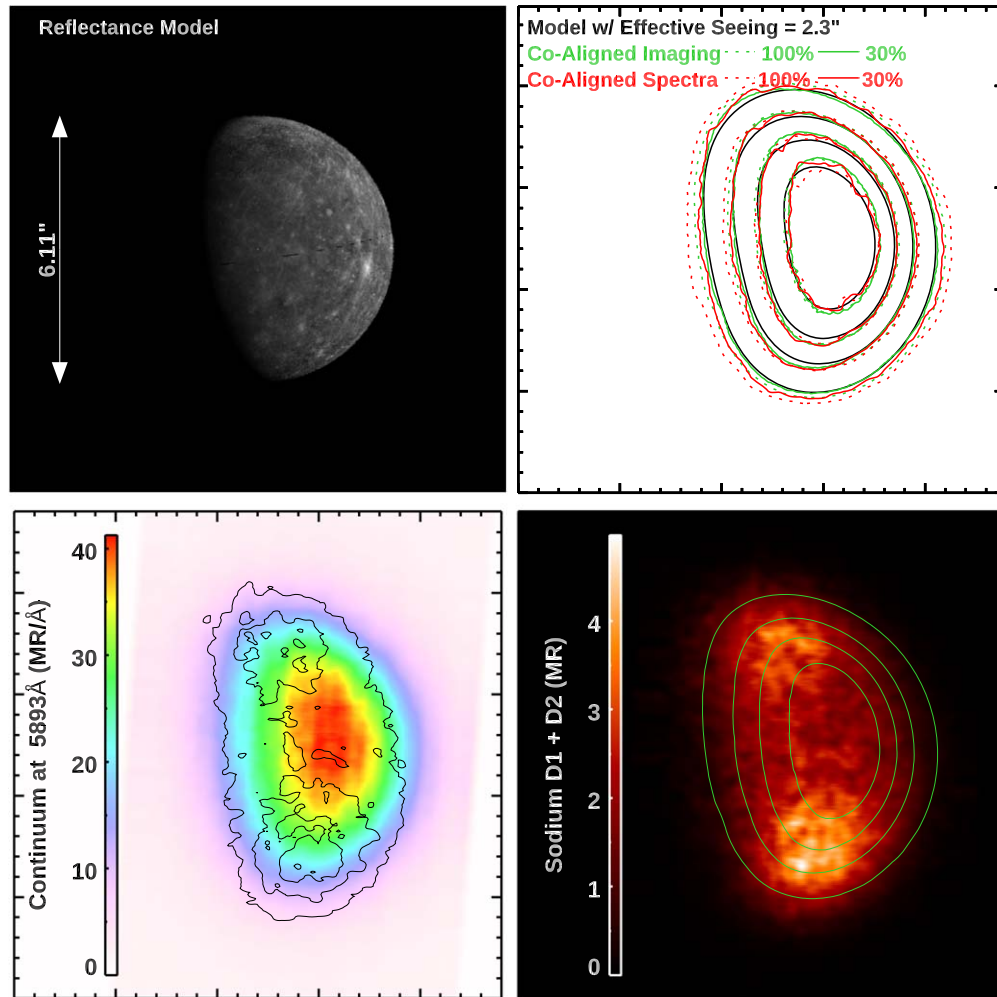 Reflectance Model
6.11"
Model w/ Effective Seeing = 2.3"
Co-Aligned Imaging 100% 30%
Co-Aligned Spectra 100% 30%
Continuum at 5893Å (MR/Å)
40
30
20
10
0
Sodium D1 + D2 (MR)
4
3
2
1
0